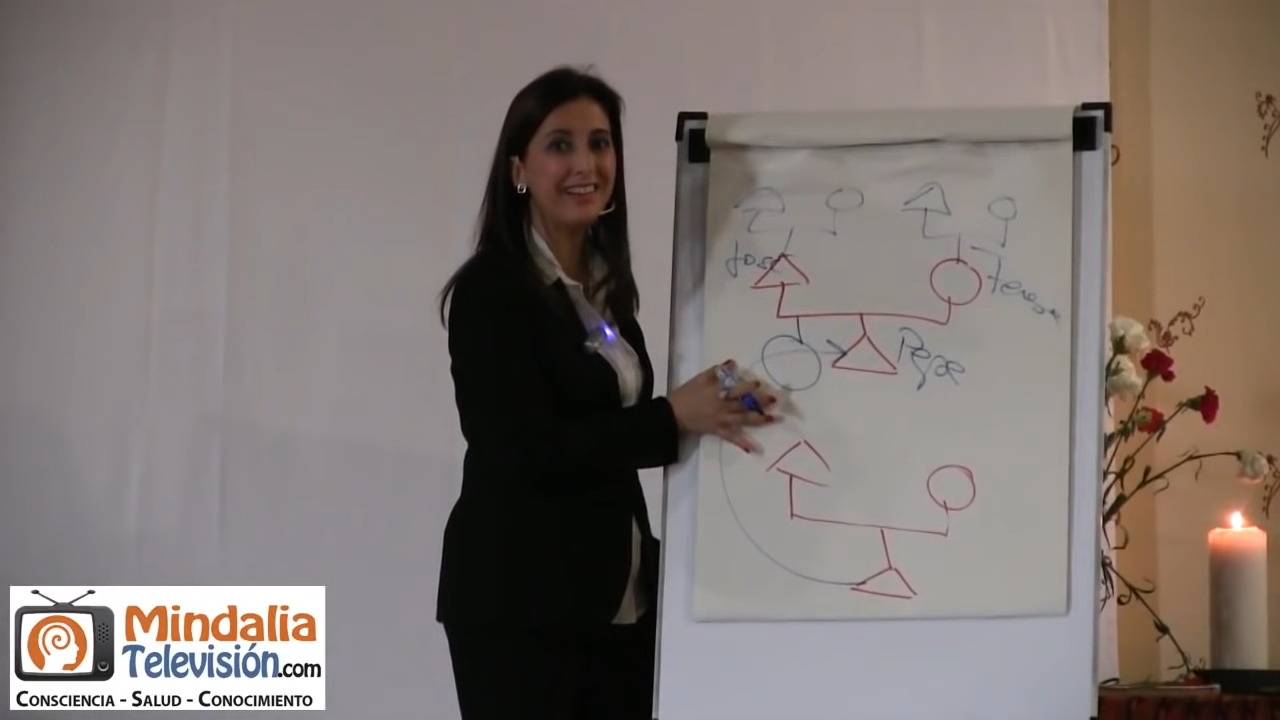 José
Teresa
Pepe
Mindalia
Televisión.com
CONSCIENCIA - SALUD - CONOCIMIENTO